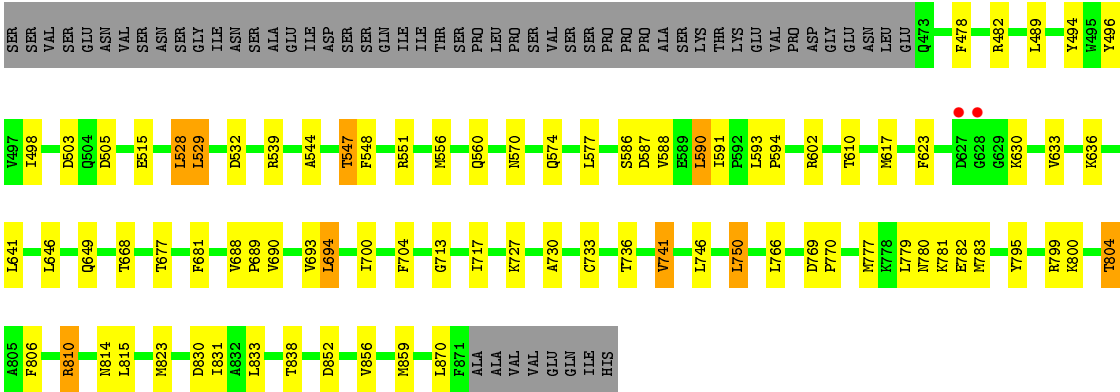 SER SER VAL SER GLU ASN VAL SER ASN SER GLY ILE ASN SER ALA GLU ILE ASP SER SER GLN ILE ILE THR SER PRO LEU PRO SER VAL SER SER PRO PRO PRO ALA SER LYS THR LYS GLU VAL PRO ASP GLY GLU ASN LEU GLU Q473 F478 R482 L489 Y494 W495 Y496
V497 I498 D503 Q504 D505 E515 L528 L529 D532 R539 A544 T547 F548 R551 M556 Q560 N570 Q574 L577 S586 D587 V588 E589 L590 I591 P592 L593 P594 R602 T610 M617 F623 D627 G628 G629 K630 V633 K636
L641 L646 Q649 T668 T677 F681 V688 P689 V690 V693 L694 I700 F704 G713 I717 K727 A730 C733 T736 V741 L746 L750 L766 D769 P770 M777 K778 L779 N780 K781 E782 M783 Y795 R799 K800 T804
A805 F806 R810 N814 L815 M823 D830 I831 A832 L833 T838 D852 V856 M859 L870 F871 ALA ALA VAL VAL GLU GLN ILE HIS